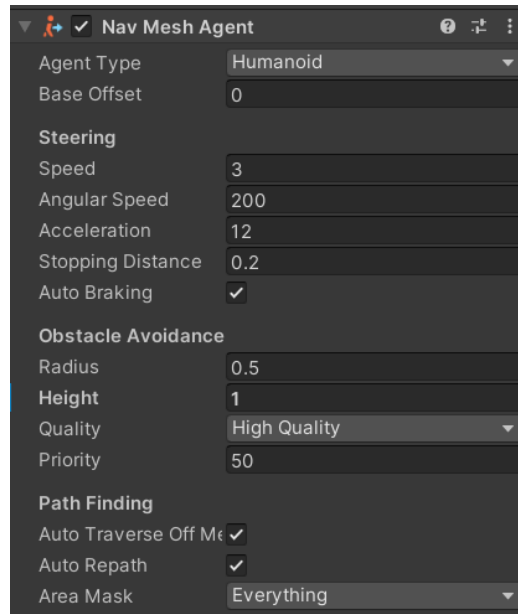 Nav Mesh Agent
Agent Type Humanoid
Base Offset 0
Steering
Speed 3
Angular Speed 200
Acceleration 12
Stopping Distance 0.2
Auto Braking
Obstacle Avoidance
Radius 0.5
Height 1
Quality High Quality
Priority 50
Path Finding
Auto Traverse Off Me
Auto Repath
Area Mask Everything